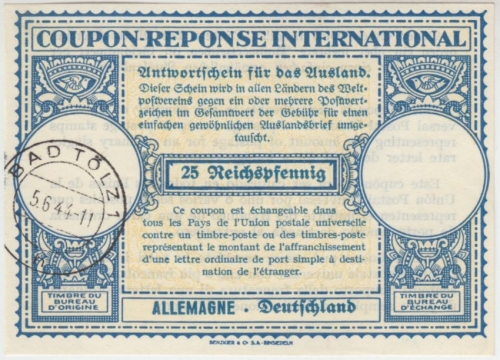 COUPON-REPONSE INTERNATIONAL
Antwortschein für das Ausland.
Dieser Schein wird in allen Ländern des Welt-
postvereins gegen ein oder mehrere Postwert-
zeichen im Gesamtwert der Gebühr für einen
einfachen gewöhnlichen Auslandsbrief umge-
tauscht.
25 Reichspfennig
Ce coupon est échangeable dans
tous les Pays de l'Union postale universelle
contre un timbre-poste ou des timbres-poste
représentant le montant de l'affranchissement
d'une lettre ordinaire de port simple à desti-
nation de l'étranger.
BAD TÖLZ 1
5.6.44-11
TIMBRE DU
BUREAU
D'ORIGINE
ALLEMAGNE - Deutschland
TIMBRE DU
BUREAU
D'ÉCHANGE
BENZIGER & Co S.A. - EINSIEDELN